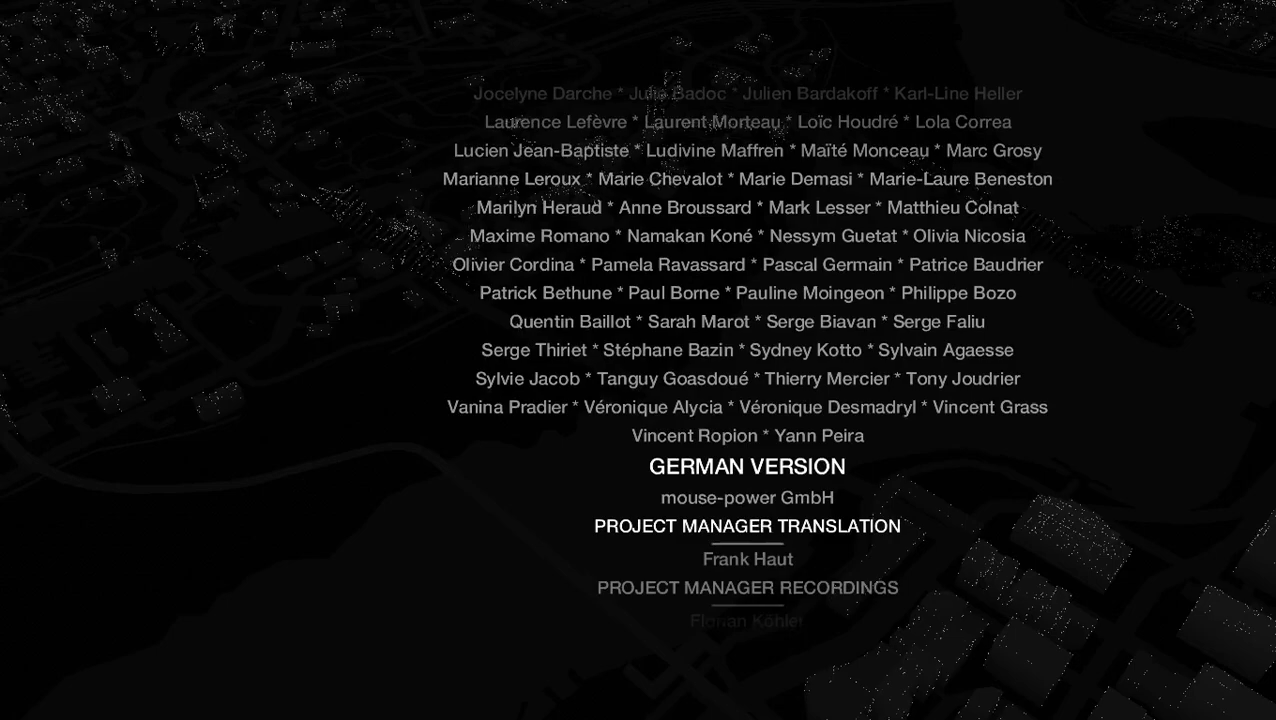 Jocelyne Darche * Julie Badoc * Julien Bardakoff * Karl-Line Heller
Laurence Lefèvre * Laurent Morteau * Loïc Houdré * Lola Correa
Lucien Jean-Baptiste * Ludivine Maffren * Maïté Monceau * Marc Grosy
Marianne Leroux * Marie Chevalot * Marie Demasi * Marie-Laure Beneston
Marilyn Heraud * Anne Broussard * Mark Lesser * Matthieu Colnat
Maxime Romano * Namakan Koné * Nessym Guetat * Olivia Nicosia
Olivier Cordina * Pamela Ravassard * Pascal Germain * Patrice Baudrier
Patrick Bethune * Paul Borne * Pauline Moingeon * Philippe Bozo
Quentin Baillot * Sarah Marot * Serge Biavan * Serge Faliu
Serge Thiriet * Stéphane Bazin * Sydney Kotto * Sylvain Agaesse
Sylvie Jacob * Tanguy Goasdoué * Thierry Mercier * Tony Joudrier
Vanina Pradier * Véronique Alycia * Véronique Desmadryl * Vincent Grass
Vincent Ropion * Yann Peira
GERMAN VERSION
mouse-power GmbH
PROJECT MANAGER TRANSLATION
Frank Haut
PROJECT MANAGER RECORDINGS
Florian Köhler